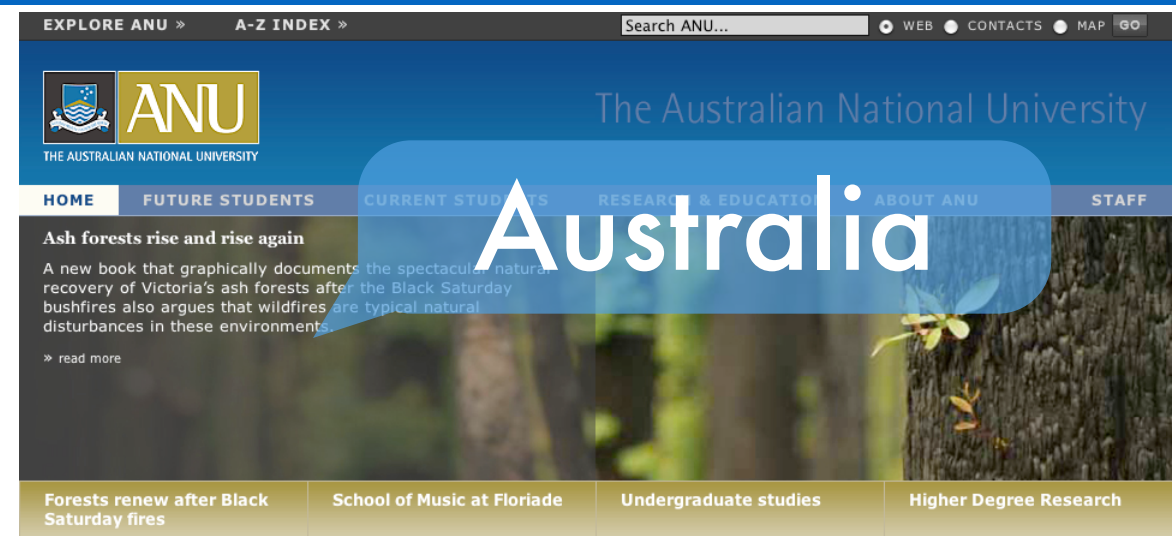 EXPLORE ANU »
A-Z INDEX »
Search ANU...
WEB
CONTACTS
MAP
GO
ANU
THE AUSTRALIAN NATIONAL UNIVERSITY
The Australian National University
HOME
FUTURE STUDENTS
CURRENT STUDENTS
RESEARCH & EDUCATION
ABOUT ANU
STAFF
Australia
Ash forests rise and rise again
A new book that graphically documents the spectacular natural
recovery of Victoria’s ash forests after the Black Saturday
bushfires also argues that wildfires are typical natural
disturbances in these environments.
» read more
Forests renew after Black
Saturday fires
School of Music at Floriade
Undergraduate studies
Higher Degree Research